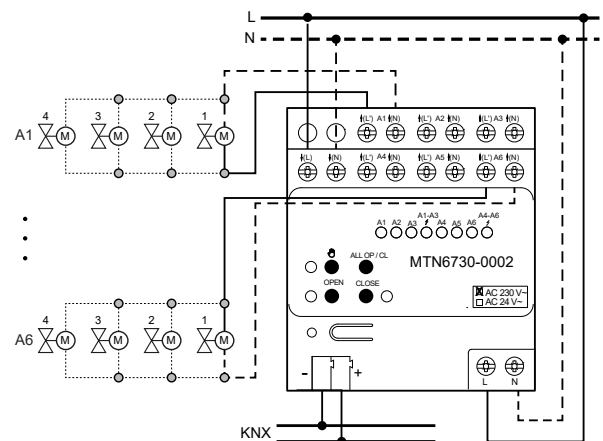 L
N
4 3 2 1
A1 M M M M
(L') A1 (N) (L') A2 (N) (L') A3 (N)
(L) (N) (L') A4 (N) (L') A5 (N) (L') A6 (N)
A1-A3 A4-A6
A1 A2 A3 A4 A5 A6
ALL OP / CL
MTN6730-0002
OPEN CLOSE
AC 230 V~
AC 24 V~
4 3 2 1
A6 M M M M
- +
L N
KNX